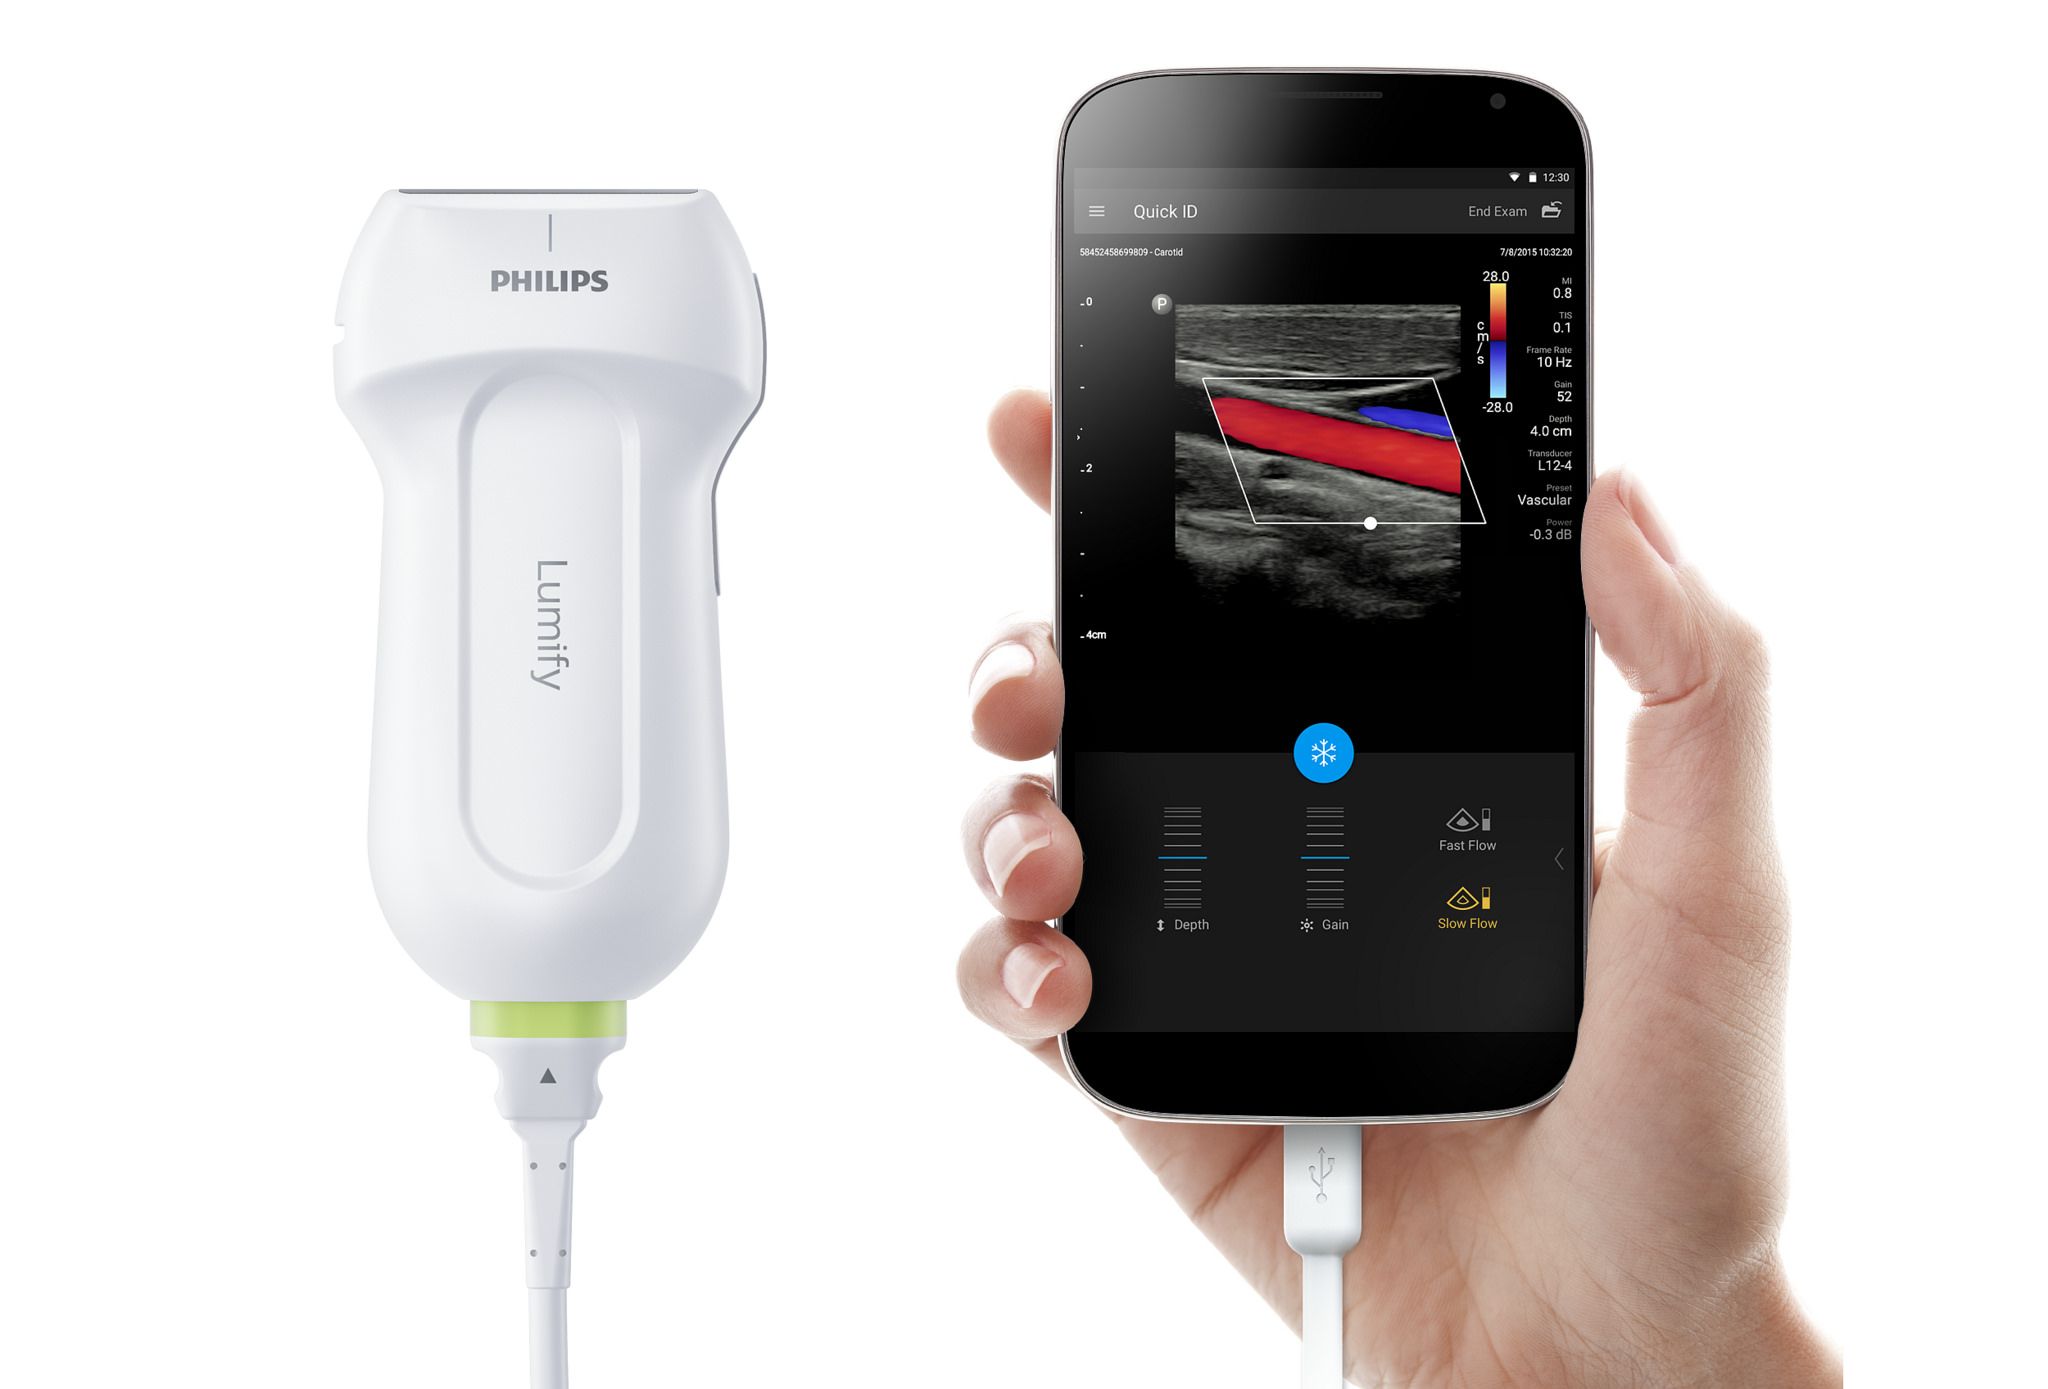 PHILIPS
Lumify
12:30
Quick ID
End Exam
58452458699809 - Carotid
7/8/2015 10:32:20
28.0
cm/s
-28.0
MI
0.8
TIS
0.1
Frame Rate
10 Hz
Gain
52
Depth
4.0 cm
Transducer
L12-4
Preset
Vascular
Power
-0.3 dB
P
0
2
4cm
Depth
Gain
Fast Flow
Slow Flow